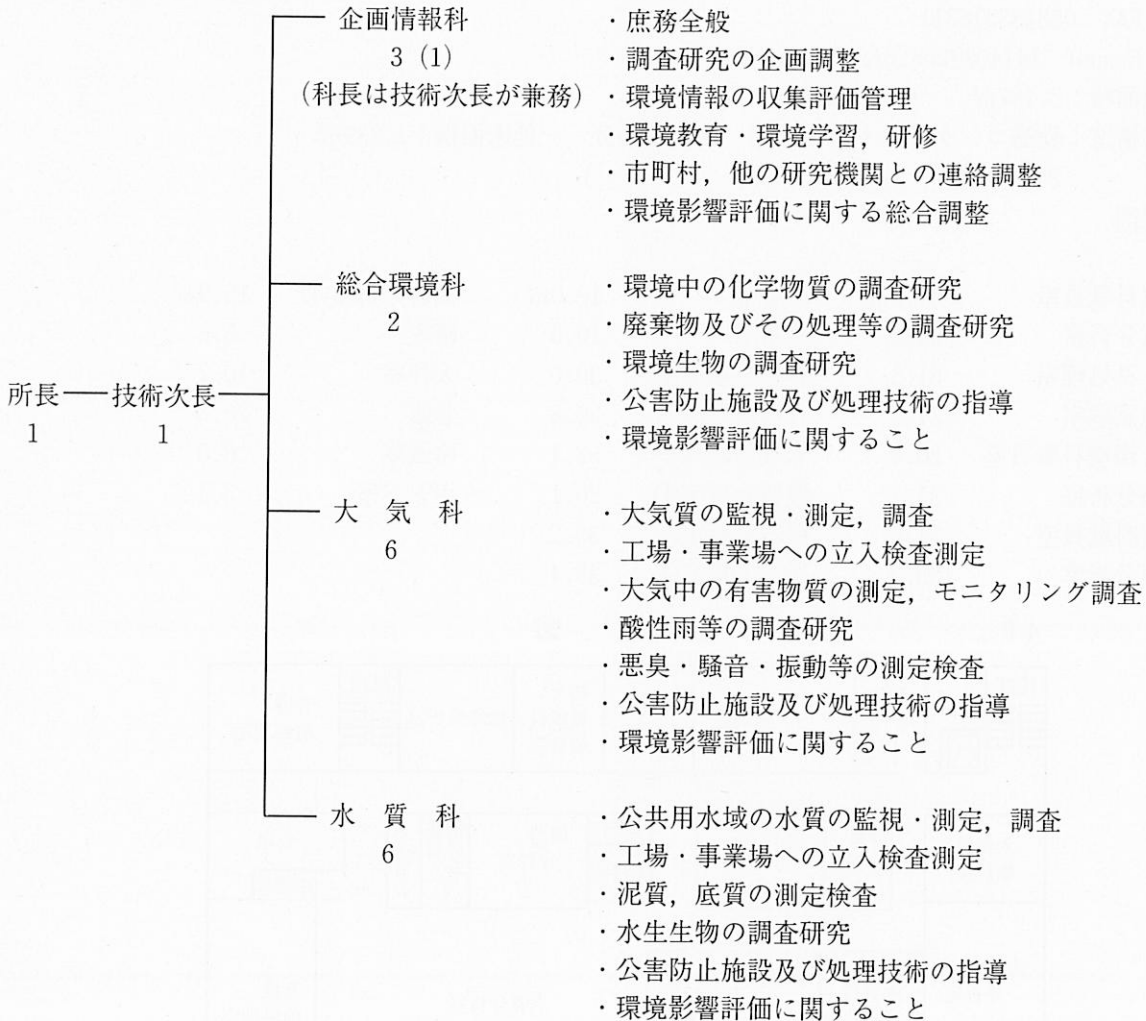 企画情報科
3 (1)
(科長は技術次長が兼務)
・庶務全般
・調査研究の企画調整
・環境情報の収集評価管理
・環境教育・環境学習，研修
・市町村，他の研究機関との連絡調整
・環境影響評価に関する総合調整
総合環境科
2
・環境中の化学物質の調査研究
・廃棄物及びその処理等の調査研究
・環境生物の調査研究
・公害防止施設及び処理技術の指導
・環境影響評価に関すること
所長 技術次長
1 1
大気科
6
・大気質の監視・測定，調査
・工場・事業場への立入検査測定
・大気中の有害物質の測定，モニタリング調査
・酸性雨等の調査研究
・悪臭・騒音・振動等の測定検査
・公害防止施設及び処理技術の指導
・環境影響評価に関すること
水質科
6
・公共用水域の水質の監視・測定，調査
・工場・事業場への立入検査測定
・泥質，底質の測定検査
・水生生物の調査研究
・公害防止施設及び処理技術の指導
・環境影響評価に関すること